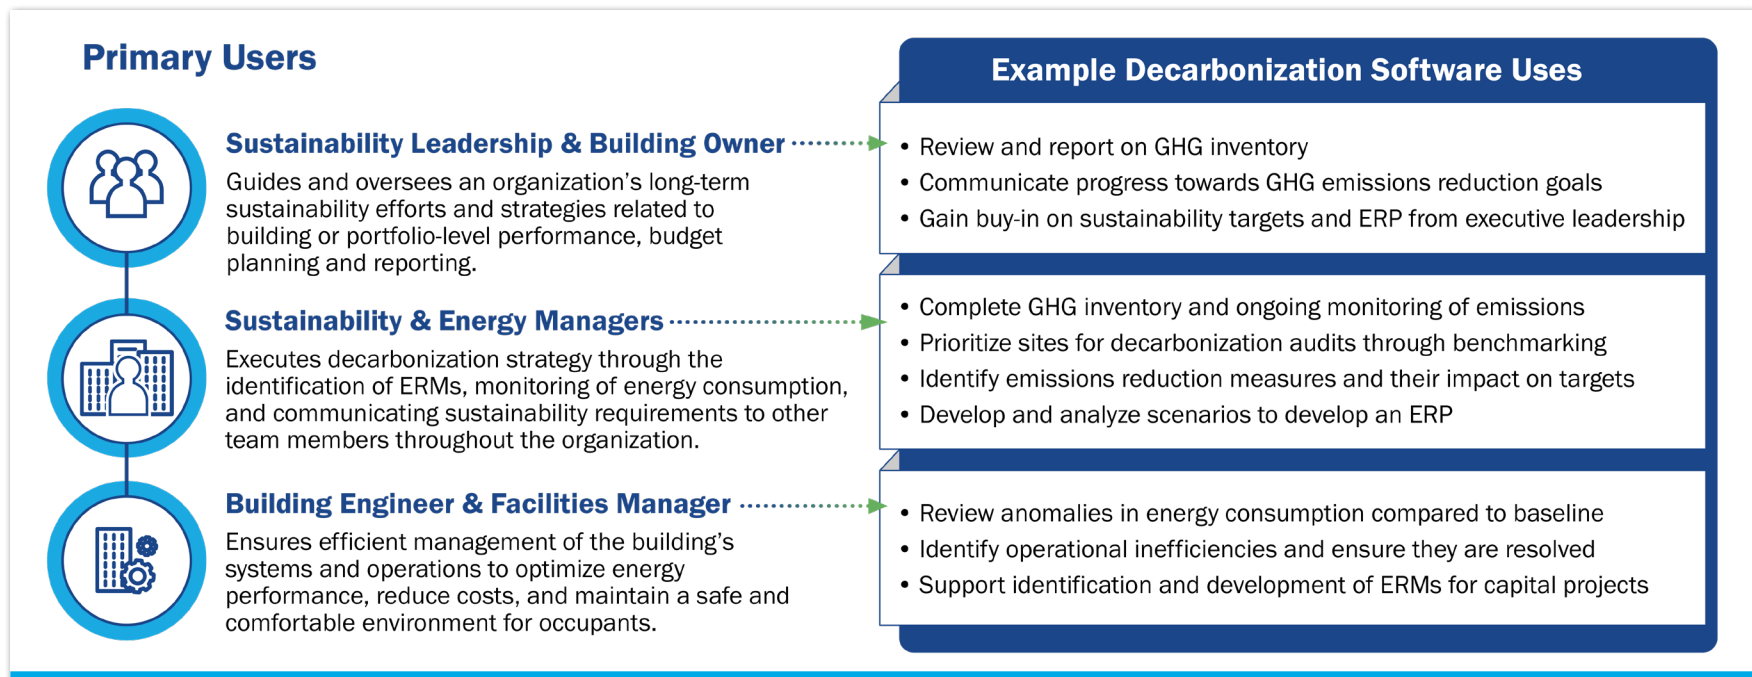 Primary Users
Example Decarbonization Software Uses
Sustainability Leadership & Building Owner
Guides and oversees an organization's long-term
sustainability efforts and strategies related to
building or portfolio-level performance, budget
planning and reporting.
• Review and report on GHG inventory
• Communicate progress towards GHG emissions reduction goals
• Gain buy-in on sustainability targets and ERP from executive leadership
Sustainability & Energy Managers
Executes decarbonization strategy through the
identification of ERMs, monitoring of energy consumption,
and communicating sustainability requirements to other
team members throughout the organization.
• Complete GHG inventory and ongoing monitoring of emissions
• Prioritize sites for decarbonization audits through benchmarking
• Identify emissions reduction measures and their impact on targets
• Develop and analyze scenarios to develop an ERP
Building Engineer & Facilities Manager
Ensures efficient management of the building's
systems and operations to optimize energy
performance, reduce costs, and maintain a safe and
comfortable environment for occupants.
• Review anomalies in energy consumption compared to baseline
• Identify operational inefficiencies and ensure they are resolved
• Support identification and development of ERMs for capital projects